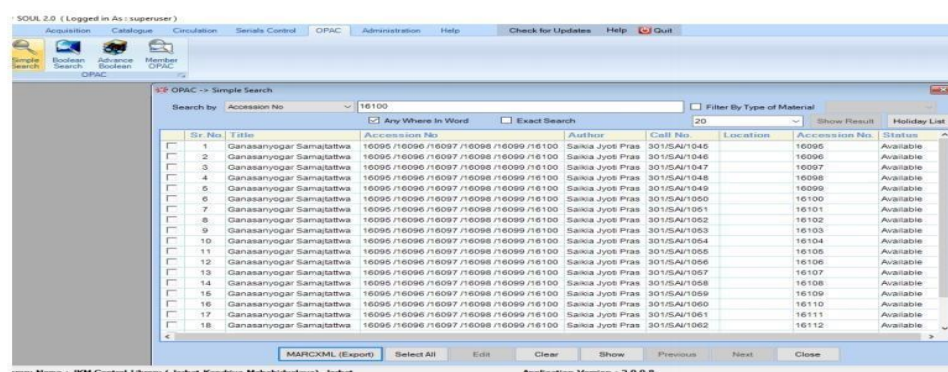 SOUL 2.0 ( Logged in As : superuser )
Acquisition Catalogue Circulation Serials Control OPAC Administration Help Check for Updates Help Quit
Simple Search Boolean Search Advance Boolean Member OPAC
OPAC
OPAC -> Simple Search
Search by Accession No 16100 Filter By Type of Material
Any Where In Word Exact Search 20 Show Result Holiday List
Sr.No. Title Accession No Author Call No. Location Accession No. Status
1 Ganasanyogar Samajtattwa 16095 /16096 /16097 /16098 /16099 /16100 Saikia Jyoti Pras 301/SAI/1045 16095 Available
2 Ganasanyogar Samajtattwa 16095 /16096 /16097 /16098 /16099 /16100 Saikia Jyoti Pras 301/SAI/1046 16096 Available
3 Ganasanyogar Samajtattwa 16095 /16096 /16097 /16098 /16099 /16100 Saikia Jyoti Pras 301/SAI/1047 16097 Available
4 Ganasanyogar Samajtattwa 16095 /16096 /16097 /16098 /16099 /16100 Saikia Jyoti Pras 301/SAI/1048 16098 Available
5 Ganasanyogar Samajtattwa 16095 /16096 /16097 /16098 /16099 /16100 Saikia Jyoti Pras 301/SAI/1049 16099 Available
6 Ganasanyogar Samajtattwa 16095 /16096 /16097 /16098 /16099 /16100 Saikia Jyoti Pras 301/SAI/1050 16100 Available
7 Ganasanyogar Samajtattwa 16095 /16096 /16097 /16098 /16099 /16100 Saikia Jyoti Pras 301/SAI/1051 16101 Available
8 Ganasanyogar Samajtattwa 16095 /16096 /16097 /16098 /16099 /16100 Saikia Jyoti Pras 301/SAI/1052 16102 Available
9 Ganasanyogar Samajtattwa 16095 /16096 /16097 /16098 /16099 /16100 Saikia Jyoti Pras 301/SAI/1053 16103 Available
10 Ganasanyogar Samajtattwa 16095 /16096 /16097 /16098 /16099 /16100 Saikia Jyoti Pras 301/SAI/1054 16104 Available
11 Ganasanyogar Samajtattwa 16095 /16096 /16097 /16098 /16099 /16100 Saikia Jyoti Pras 301/SAI/1055 16105 Available
12 Ganasanyogar Samajtattwa 16095 /16096 /16097 /16098 /16099 /16100 Saikia Jyoti Pras 301/SAI/1056 16106 Available
13 Ganasanyogar Samajtattwa 16095 /16096 /16097 /16098 /16099 /16100 Saikia Jyoti Pras 301/SAI/1057 16107 Available
14 Ganasanyogar Samajtattwa 16095 /16096 /16097 /16098 /16099 /16100 Saikia Jyoti Pras 301/SAI/1058 16108 Available
15 Ganasanyogar Samajtattwa 16095 /16096 /16097 /16098 /16099 /16100 Saikia Jyoti Pras 301/SAI/1059 16109 Available
16 Ganasanyogar Samajtattwa 16095 /16096 /16097 /16098 /16099 /16100 Saikia Jyoti Pras 301/SAI/1060 16110 Available
17 Ganasanyogar Samajtattwa 16095 /16096 /16097 /16098 /16099 /16100 Saikia Jyoti Pras 301/SAI/1061 16111 Available
18 Ganasanyogar Samajtattwa 16095 /16096 /16097 /16098 /16099 /16100 Saikia Jyoti Pras 301/SAI/1062 16112 Available
MARCXML (Export) Select All Edit Clear Show Previous Next Close